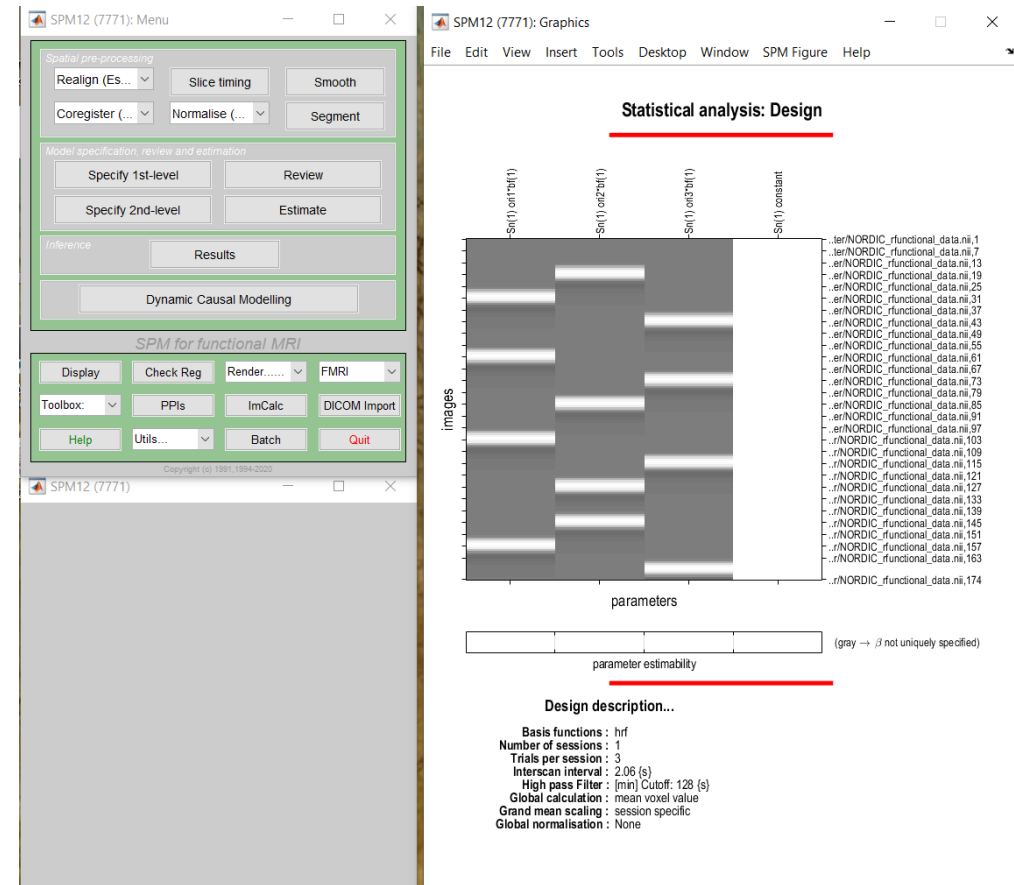 SPM12 (7771): Menu
Spatial pre-processing
Realign (Es...
Slice timing
Smooth
Coregister (...
Normalise (...
Segment
Model specification, review and estimation
Specify 1st-level
Review
Specify 2nd-level
Estimate
Inference
Results
Dynamic Causal Modelling
SPM for functional MRI
Display
Check Reg
Render......
FMRI
Toolbox:
PPIs
ImCalc
DICOM Import
Help
Utils...
Batch
Quit
Copyright (c) 1991,1994-2020
SPM12 (7771)
SPM12 (7771): Graphics
File Edit View Insert Tools Desktop Window SPM Figure Help
Statistical analysis: Design
Sn(1) ori1*bf(1)
Sn(1) ori2*bf(1)
Sn(1) ori3*bf(1)
Sn(1) constant
images
..ter/NORDIC_rfunctional_data.nii,1
..ter/NORDIC_rfunctional_data.nii,7
..er/NORDIC_rfunctional_data.nii,13
..er/NORDIC_rfunctional_data.nii,19
..er/NORDIC_rfunctional_data.nii,25
..er/NORDIC_rfunctional_data.nii,31
..er/NORDIC_rfunctional_data.nii,37
..er/NORDIC_rfunctional_data.nii,43
..er/NORDIC_rfunctional_data.nii,49
..er/NORDIC_rfunctional_data.nii,55
..er/NORDIC_rfunctional_data.nii,61
..er/NORDIC_rfunctional_data.nii,67
..er/NORDIC_rfunctional_data.nii,73
..er/NORDIC_rfunctional_data.nii,79
..er/NORDIC_rfunctional_data.nii,85
..er/NORDIC_rfunctional_data.nii,91
..er/NORDIC_rfunctional_data.nii,97
..r/NORDIC_rfunctional_data.nii,103
..r/NORDIC_rfunctional_data.nii,109
..r/NORDIC_rfunctional_data.nii,115
..r/NORDIC_rfunctional_data.nii,121
..r/NORDIC_rfunctional_data.nii,127
..r/NORDIC_rfunctional_data.nii,133
..r/NORDIC_rfunctional_data.nii,139
..r/NORDIC_rfunctional_data.nii,145
..r/NORDIC_rfunctional_data.nii,151
..r/NORDIC_rfunctional_data.nii,157
..r/NORDIC_rfunctional_data.nii,163
..r/NORDIC_rfunctional_data.nii,174
parameters
(gray → β not uniquely specified)
parameter estimability
Design description...
Basis functions : hrf
Number of sessions : 1
Trials per session : 3
Interscan interval : 2.06 {s}
High pass Filter : [min] Cutoff: 128 {s}
Global calculation : mean voxel value
Grand mean scaling : session specific
Global normalisation : None